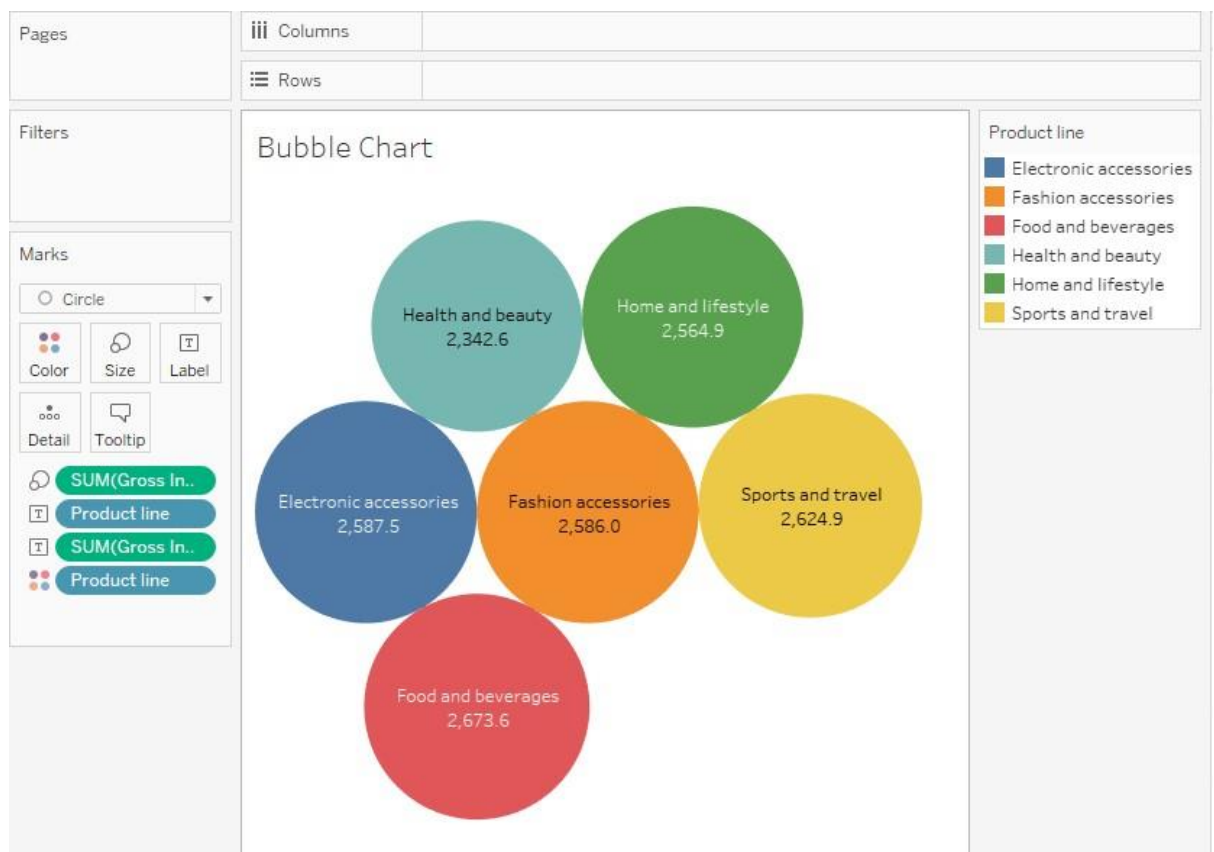 Pages
Columns
Rows
Filters
Marks
Circle
Color
Size
Label
Detail
Tooltip
SUM(Gross In..
Product line
SUM(Gross In..
Product line
Bubble Chart
Health and beauty
2,342.6
Home and lifestyle
2,564.9
Electronic accessories
2,587.5
Fashion accessories
2,586.0
Sports and travel
2,624.9
Food and beverages
2,673.6
Product line
Electronic accessories
Fashion accessories
Food and beverages
Health and beauty
Home and lifestyle
Sports and travel